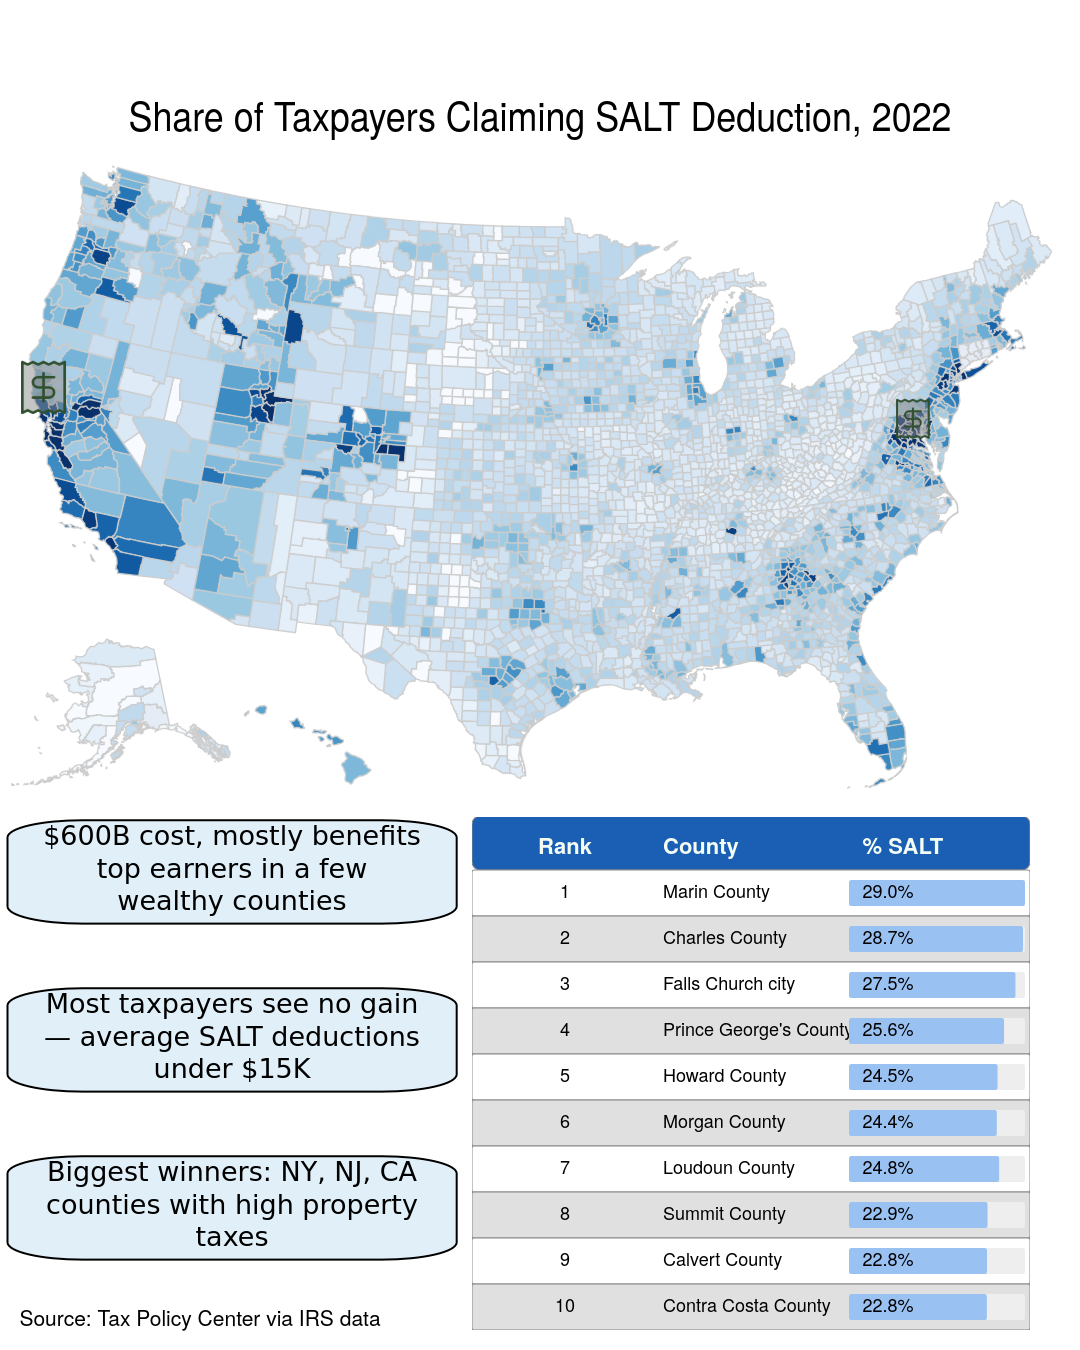 Share of Taxpayers Claiming SALT Deduction, 2022
$
$
$600B cost, mostly benefits
top earners in a few
wealthy counties
Most taxpayers see no gain
— average SALT deductions
under $15K
Biggest winners: NY, NJ, CA
counties with high property
taxes
Source: Tax Policy Center via IRS data
Rank County % SALT
1 Marin County 29.0%
2 Charles County 28.7%
3 Falls Church city 27.5%
4 Prince George's County 25.6%
5 Howard County 24.5%
6 Morgan County 24.4%
7 Loudoun County 24.8%
8 Summit County 22.9%
9 Calvert County 22.8%
10 Contra Costa County 22.8%